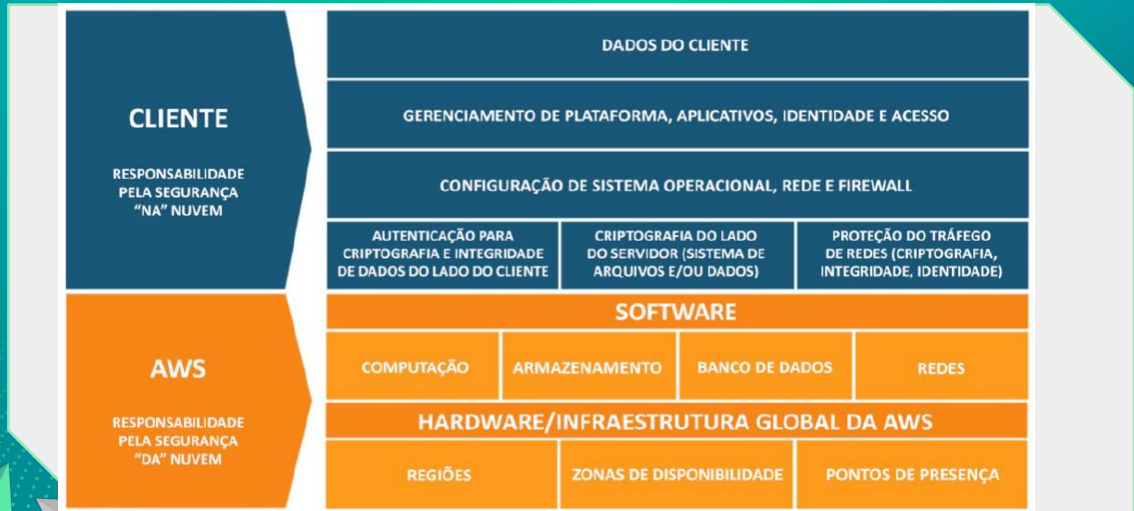 CLIENTE
RESPONSABILIDADE
PELA SEGURANÇA
“NA” NUVEM
DADOS DO CLIENTE
GERENCIAMENTO DE PLATAFORMA, APLICATIVOS, IDENTIDADE E ACESSO
CONFIGURAÇÃO DE SISTEMA OPERACIONAL, REDE E FIREWALL
AUTENTICAÇÃO PARA
CRIPTOGRAFIA E INTEGRIDADE
DE DADOS DO LADO DO CLIENTE
CRIPTOGRAFIA DO LADO
DO SERVIDOR (SISTEMA DE
ARQUIVOS E/OU DADOS)
PROTEÇÃO DO TRÁFEGO
DE REDES (CRIPTOGRAFIA,
INTEGRIDADE, IDENTIDADE)
AWS
RESPONSABILIDADE
PELA SEGURANÇA
“DA” NUVEM
SOFTWARE
COMPUTAÇÃO
ARMAZENAMENTO
BANCO DE DADOS
REDES
HARDWARE/INFRAESTRUTURA GLOBAL DA AWS
REGIÕES
ZONAS DE DISPONIBILIDADE
PONTOS DE PRESENÇA